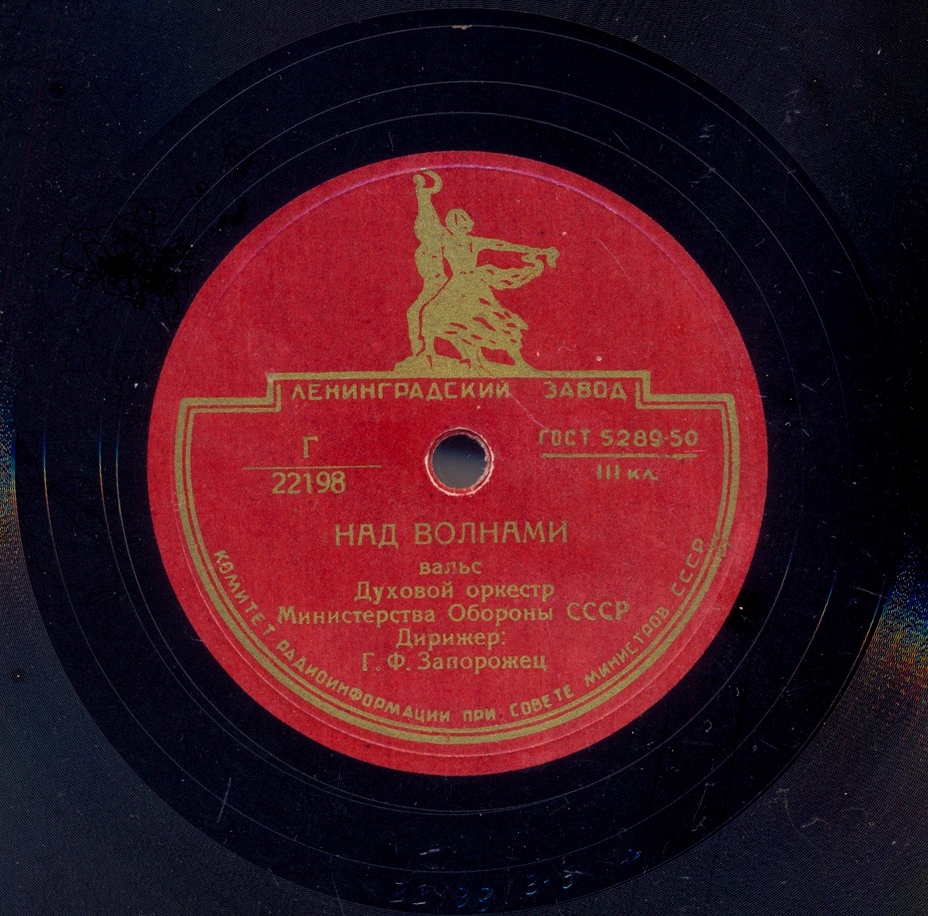 ЛЕНИНГРАДСКИЙ ЗАВОД
Г
22198
ГОСТ 5289-50
III кл.
НАД ВОЛНАМИ
вальс
Духовой оркестр
Министерства Обороны СССР
Дирижер:
Г. Ф. Запорожец
КОМИТЕТ РАДИОИНФОРМАЦИИ ПРИ СОВЕТЕ МИНИСТРОВ СССР